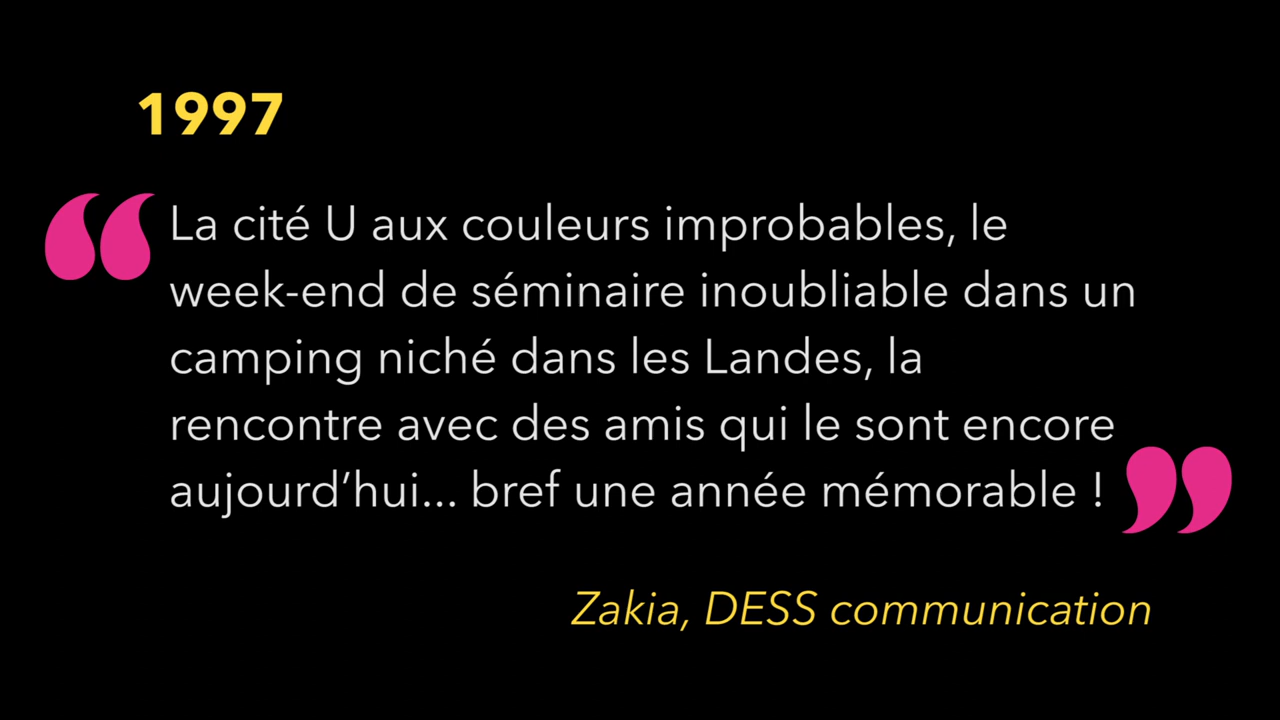 1997
“La cité U aux couleurs improbables, le
week-end de séminaire inoubliable dans un
camping niché dans les Landes, la
rencontre avec des amis qui le sont encore
aujourd’hui... bref une année mémorable !”
Zakia, DESS communication